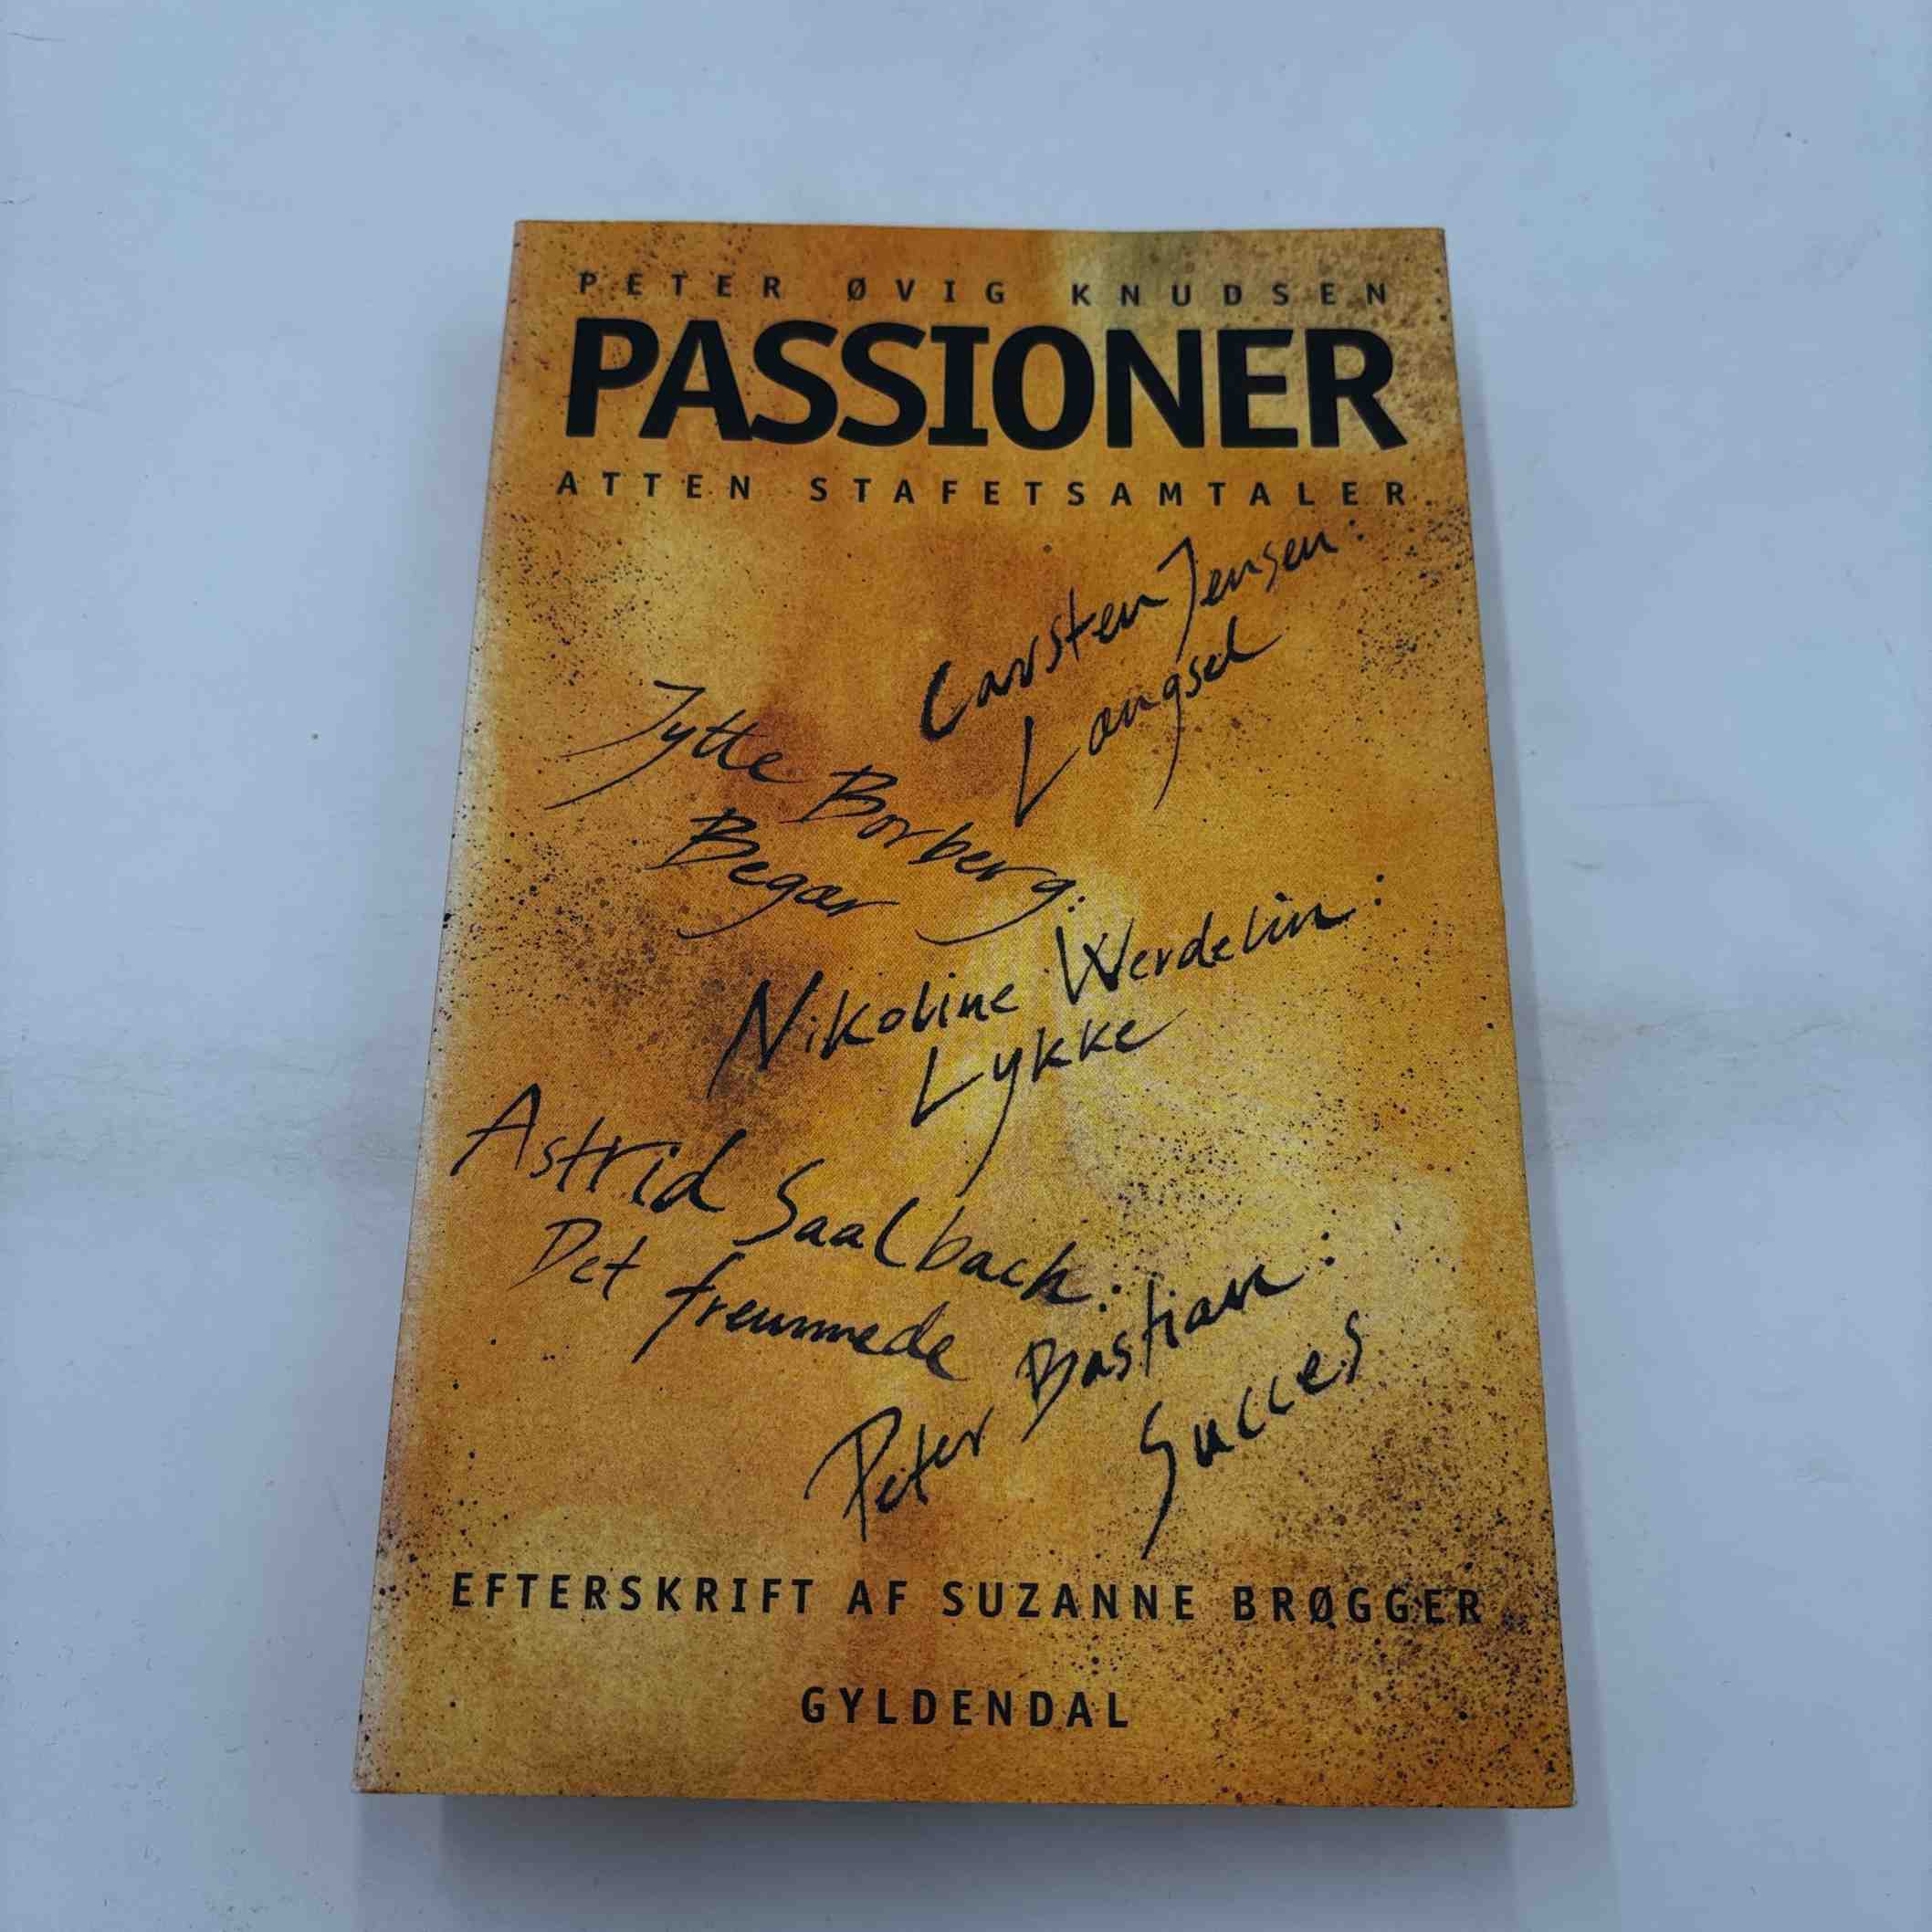 PETER ØVIG KNUDSEN
PASSIONER
ATTEN STAFETSAMTALER
Carsten Jensen:
Længsel
Jytte Borberg:
Begær
Nikoline Werdelin:
Lykke
Astrid Saalbach:
Det fremmede
Peter Bastian:
Succes
EFTERSKRIFT AF SUZANNE BRØGGER
GYLDENDAL